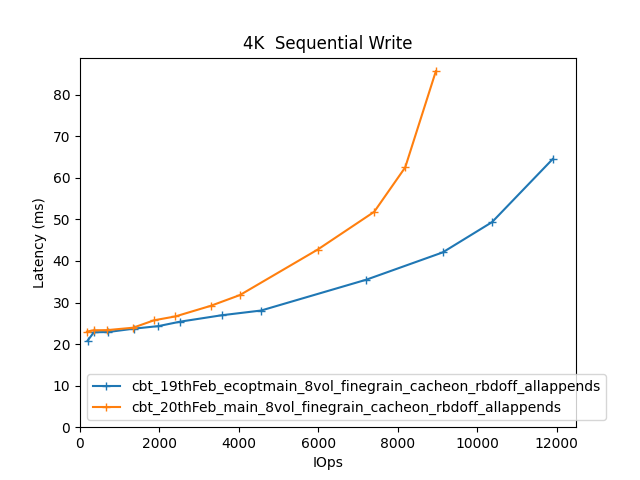 4K  Sequential Write
Latency (ms)
80
70
60
50
40
30
20
10
0
cbt_19thFeb_ecoptmain_8vol_finegrain_cacheon_rbdoff_allappends
cbt_20thFeb_main_8vol_finegrain_cacheon_rbdoff_allappends
0 2000 4000 6000 8000 10000 12000
IOps